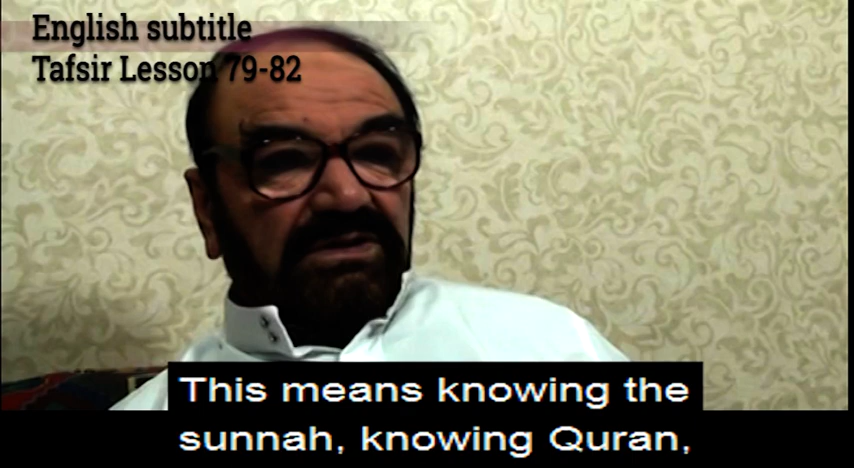 English subtitle
Tafsir Lesson 79-82
This means knowing the
sunnah, knowing Quran,